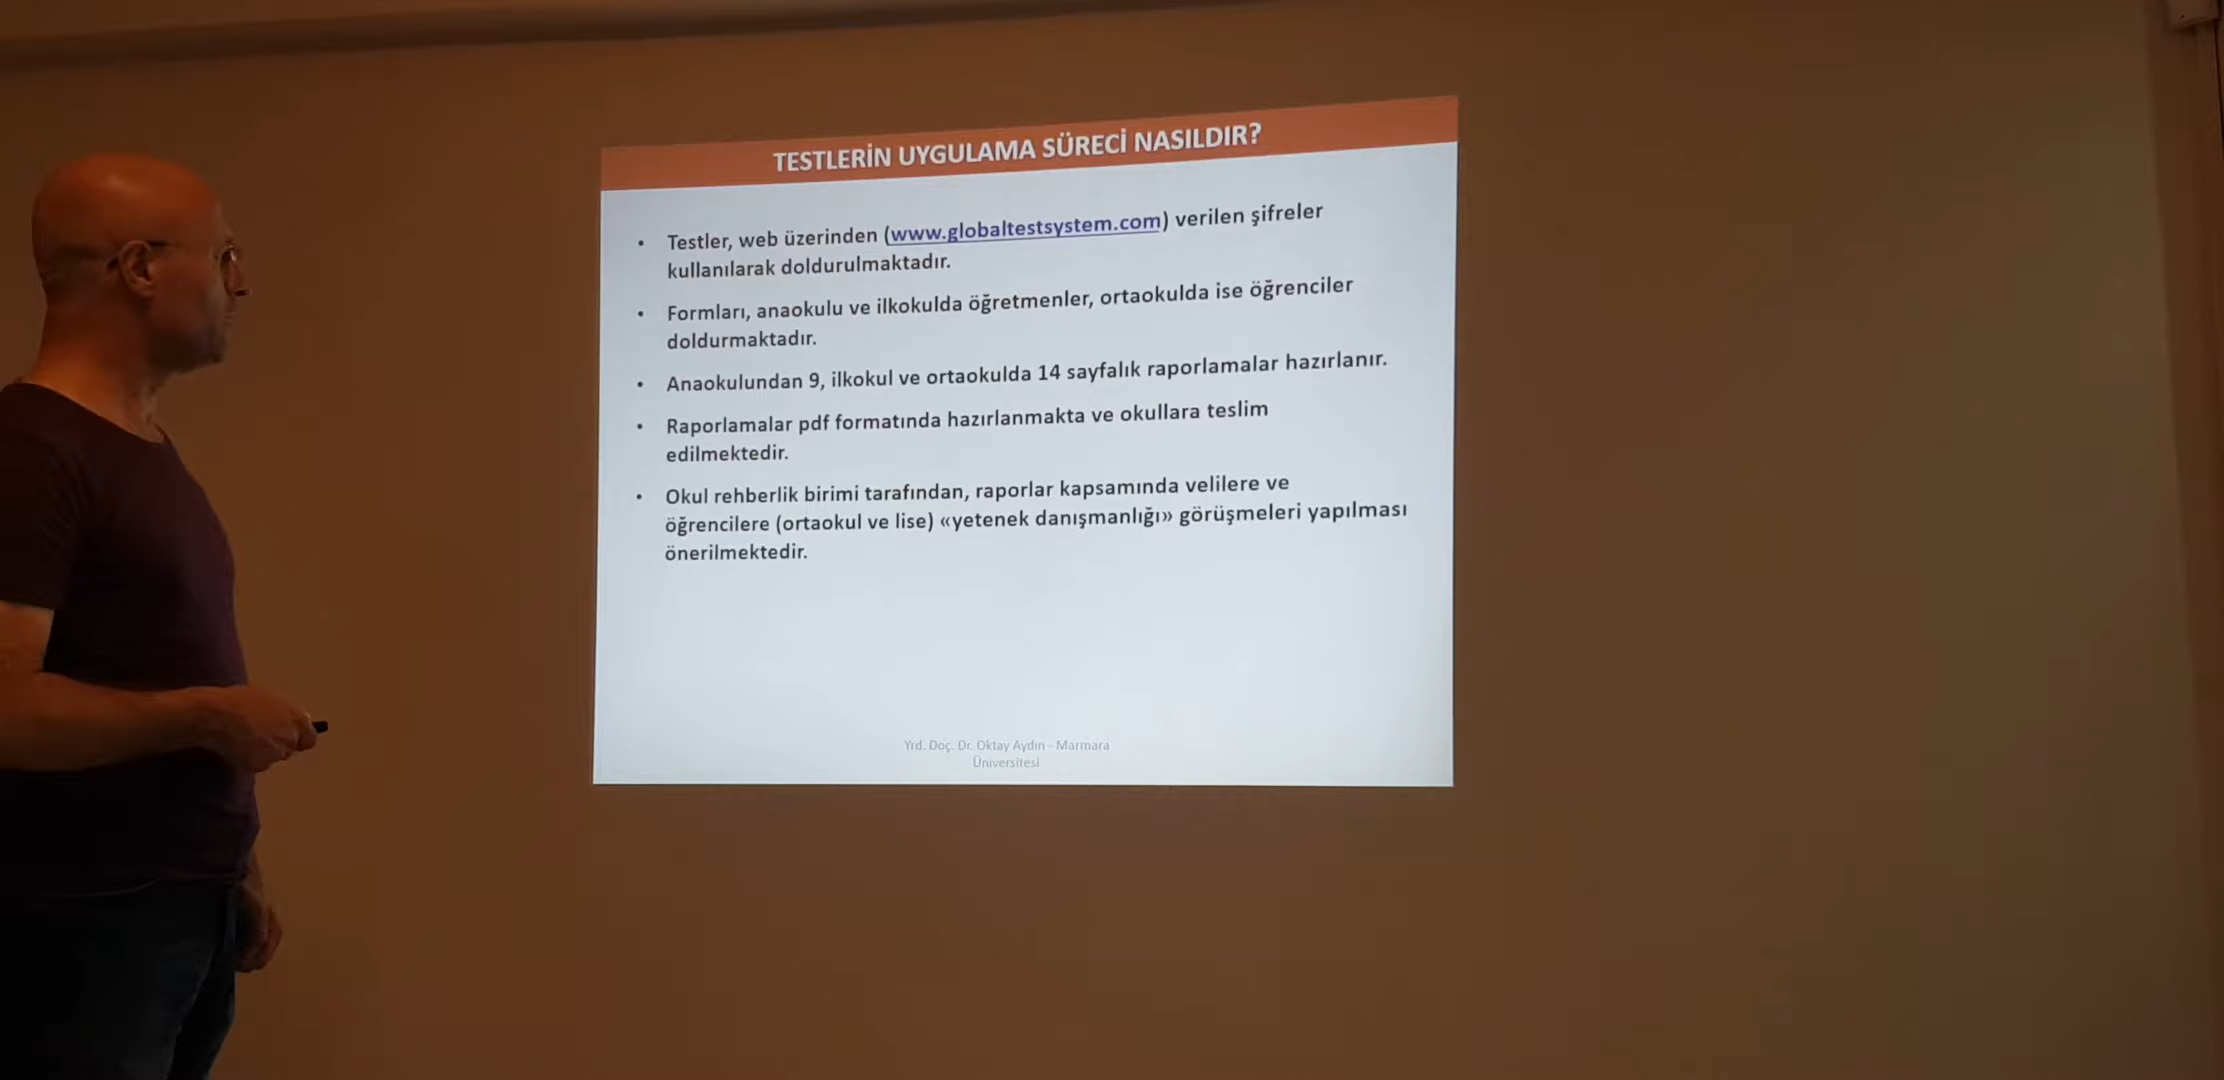 TESTLERİN UYGULAMA SÜRECİ NASILDIR?
• Testler, web üzerinden (www.globaltestsystem.com) verilen şifreler
kullanılarak doldurulmaktadır.
• Formları, anaokulu ve ilkokulda öğretmenler, ortaokulda ise öğrenciler
doldurmaktadır.
• Anaokulundan 9, ilkokul ve ortaokulda 14 sayfalık raporlamalar hazırlanır.
• Raporlamalar pdf formatında hazırlanmakta ve okullara teslim
edilmektedir.
• Okul rehberlik birimi tarafından, raporlar kapsamında velilere ve
öğrencilere (ortaokul ve lise) «yetenek danışmanlığı» görüşmeleri yapılması
önerilmektedir.
Yrd. Doç. Dr. Oktay Aydın - Marmara
Üniversitesi